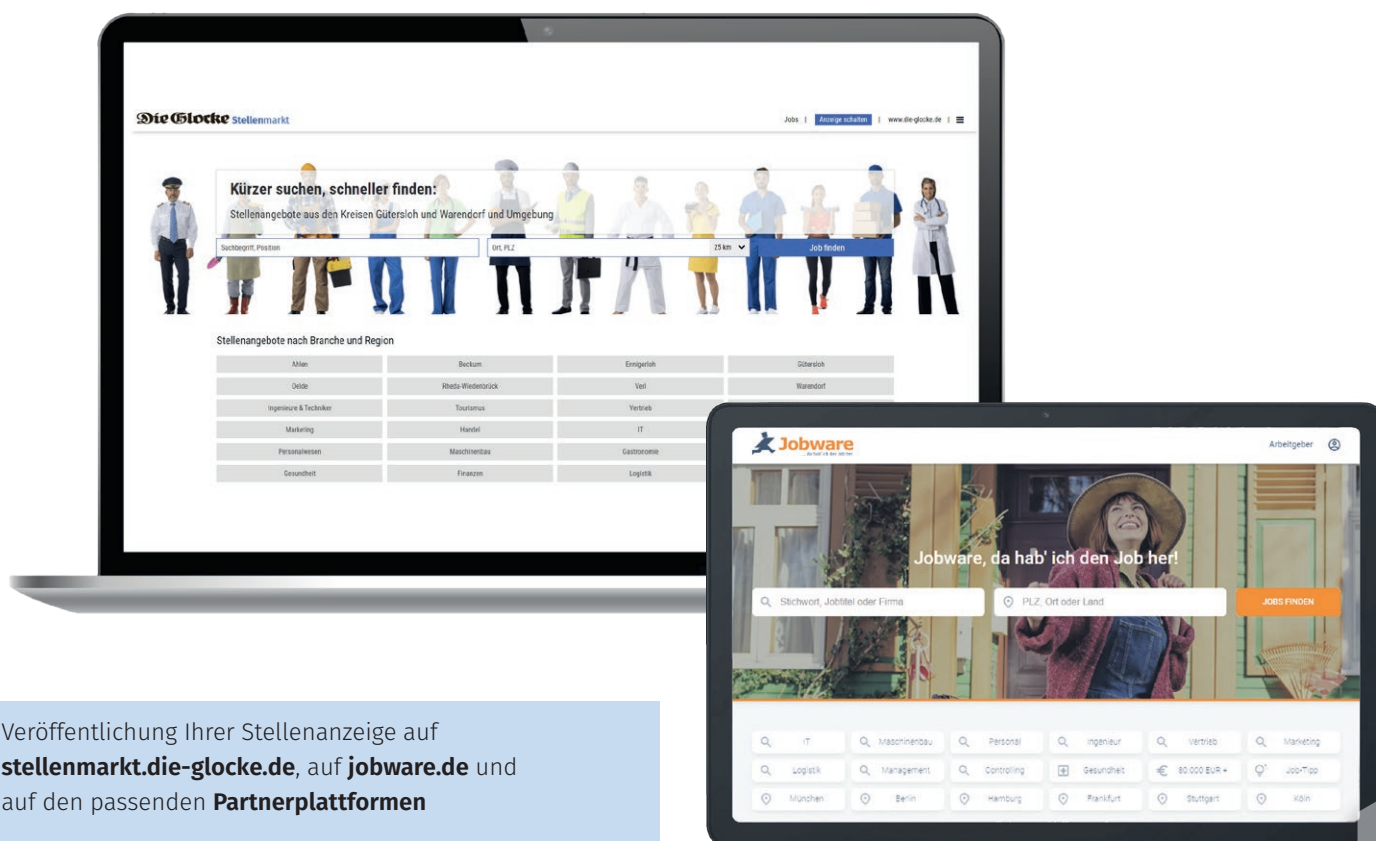 Die Glocke Stellenmarkt
Jobs | Anzeige schalten | www.die-glocke.de |
Kürzer suchen, schneller finden:
Stellenangebote aus den Kreisen Gütersloh und Warendorf und Umgebung
Suchbegriff, Position
Ort, PLZ
25 km
Job finden
Stellenangebote nach Branche und Region
Ahlen Beckum Ennigerloh Gütersloh
Oelde Rheda-Wiedenbrück Verl Warendorf
Ingenieure & Techniker Tourismus Vertrieb
Marketing Handel IT
Personalwesen Maschinenbau Gastronomie
Gesundheit Finanzen Logistik
Jobware
Arbeitgeber
Jobware, da hab' ich den Job her!
Stichwort, Jobtitel oder Firma
PLZ, Ort oder Land
JOBS FINDEN
IT Maschinenbau Personal Ingenieur Vertrieb Marketing
Logistik Management Controlling Gesundheit 80.000 EUR + Job-Tipp
München Berlin Hamburg Frankfurt Stuttgart Köln
Veröffentlichung Ihrer Stellenanzeige auf
stellenmarkt.die-glocke.de, auf jobware.de und
auf den passenden Partnerplattformen